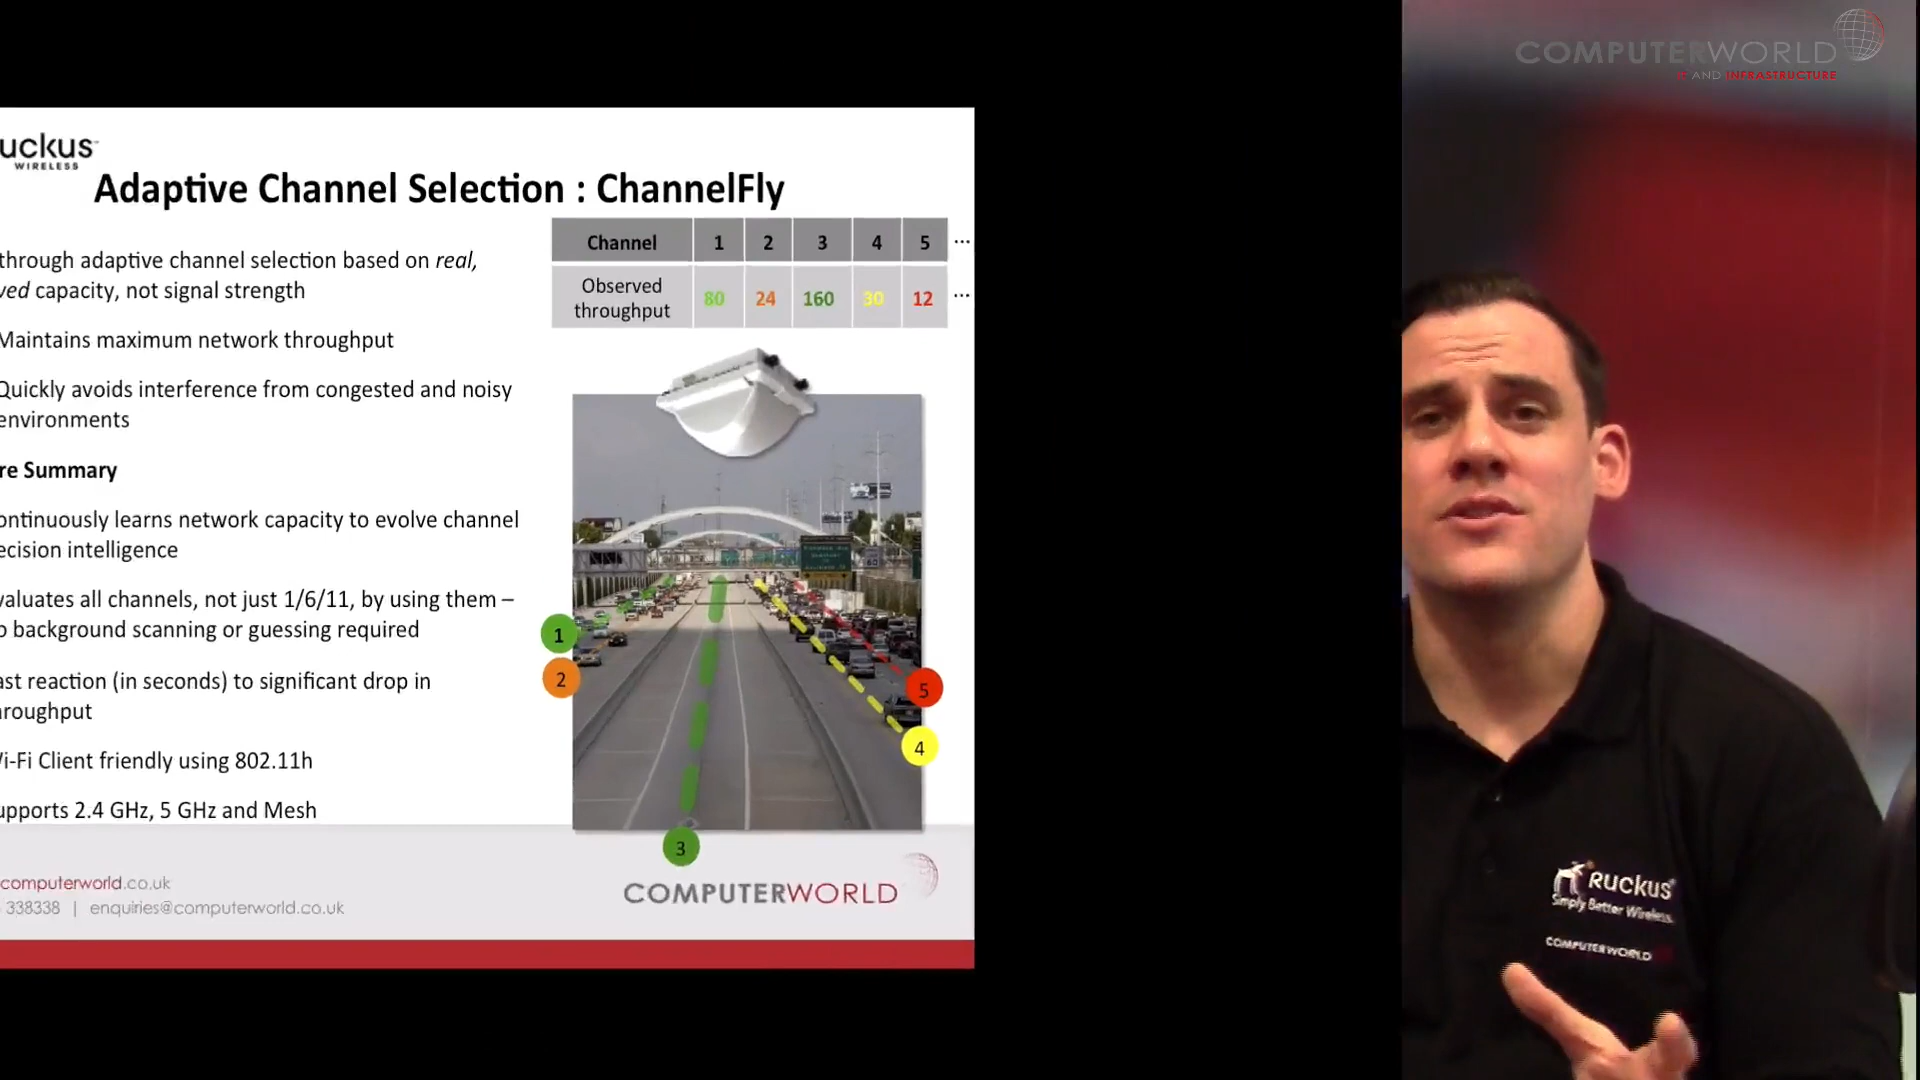 COMPUTERWORLD
IT AND INFRASTRUCTURE
uckus™
WIRELESS
Adaptive Channel Selection : ChannelFly
through adaptive channel selection based on real,
ved capacity, not signal strength
Maintains maximum network throughput
Quickly avoids interference from congested and noisy
environments
re Summary
ontinuously learns network capacity to evolve channel
ecision intelligence
valuates all channels, not just 1/6/11, by using them –
o background scanning or guessing required
ast reaction (in seconds) to significant drop in
hroughput
Vi-Fi Client friendly using 802.11h
upports 2.4 GHz, 5 GHz and Mesh
Channel 1 2 3 4 5 ...
Observed
throughput 80 24 160 30 12 ...
1
2
5
4
3
computerworld.co.uk
338338 | enquiries@computerworld.co.uk
COMPUTERWORLD
RUCKUS
Simply Better Wireless.
COMPUTERWORLD